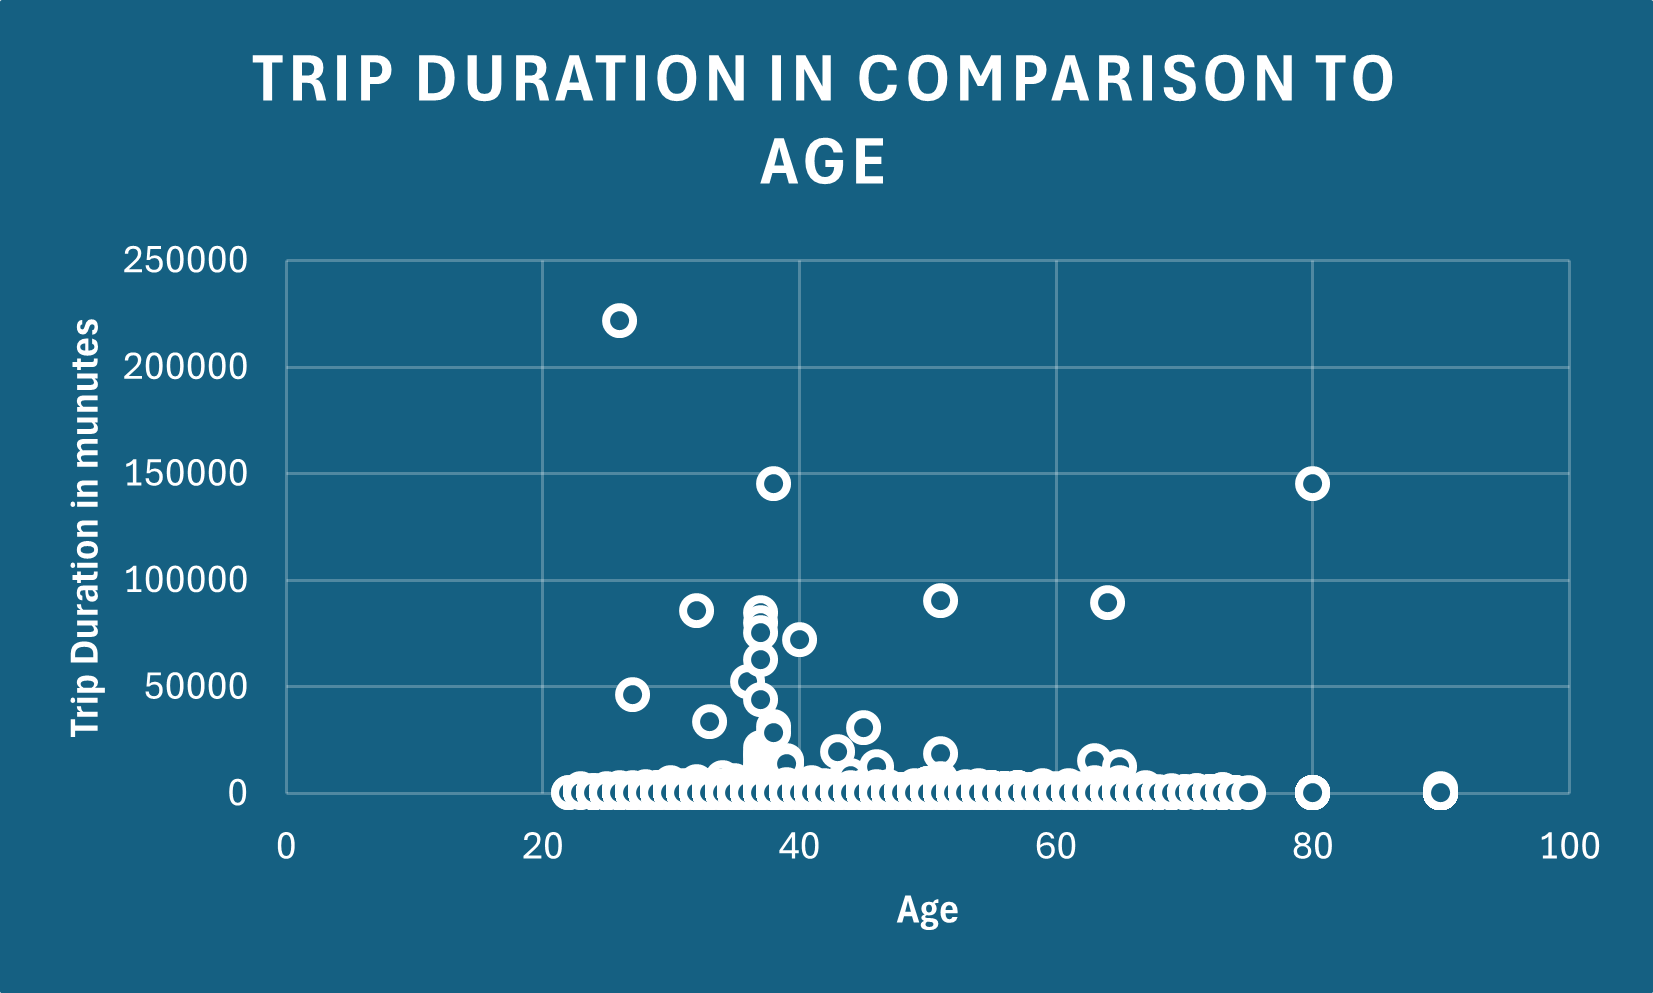 TRIP DURATION IN COMPARISON TO
AGE
Trip Duration in munutes
250000
200000
150000
100000
50000
0
0 20 40 60 80 100
Age